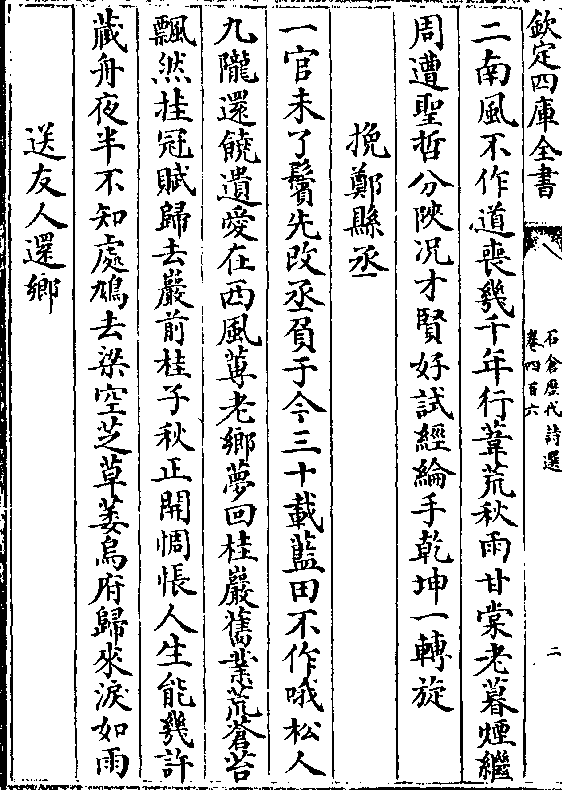 欽定四庫全書
石倉歷代詩選
卷四百六
二
二南風不作道喪幾千年行葦荒秋雨甘棠老暮煙繼
周遭聖哲分陜况才賢好試經綸手乾坤一轉旋
挽鄭縣丞
一官未了鬢先改丞負于今三十載藍田不作哦松人
九隴還饒遺愛在西風蓴老鄉夢回桂巖舊業荒蒼苔
飄然挂冠賦歸去巖前桂子秋正開惆悵人生能幾許
藏舟夜半不知處鳩去梁空芝草萎烏府歸來淚如雨
送友人還鄉